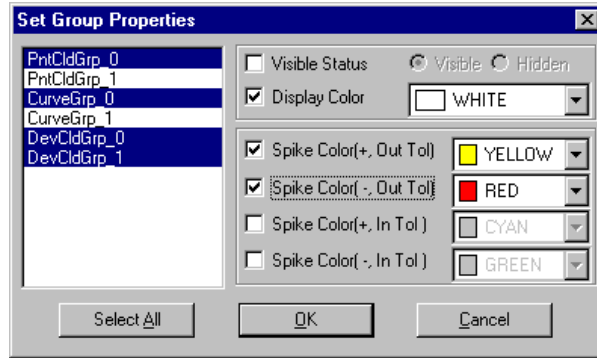 Set Group Properties
PntCldGrp_0
PntCldGrp_1
CurveGrp_0
CurveGrp_1
DevCldGrp_0
DevCldGrp_1
Visible Status Visible Hidden
Display Color WHITE
Spike Color(+, Out Tol) YELLOW
Spike Color( -, Out Tol) RED
Spike Color(+, In Tol ) CYAN
Spike Color( -, In Tol ) GREEN
Select All OK Cancel